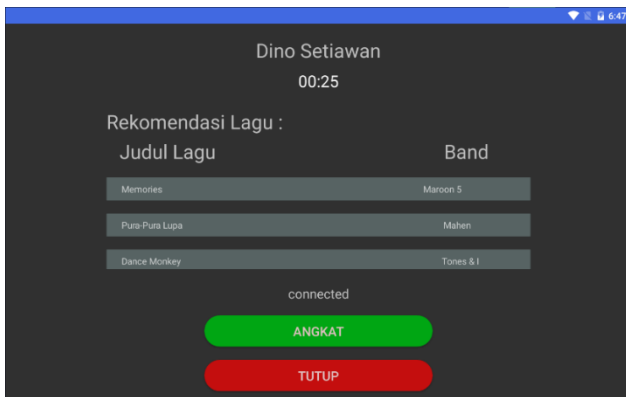 6:47
Dino Setiawan
00:25
Rekomendasi Lagu :
Judul Lagu Band
Memories Maroon 5
Pura-Pura Lupa Mahen
Dance Monkey Tones & I
connected
ANGKAT
TUTUP